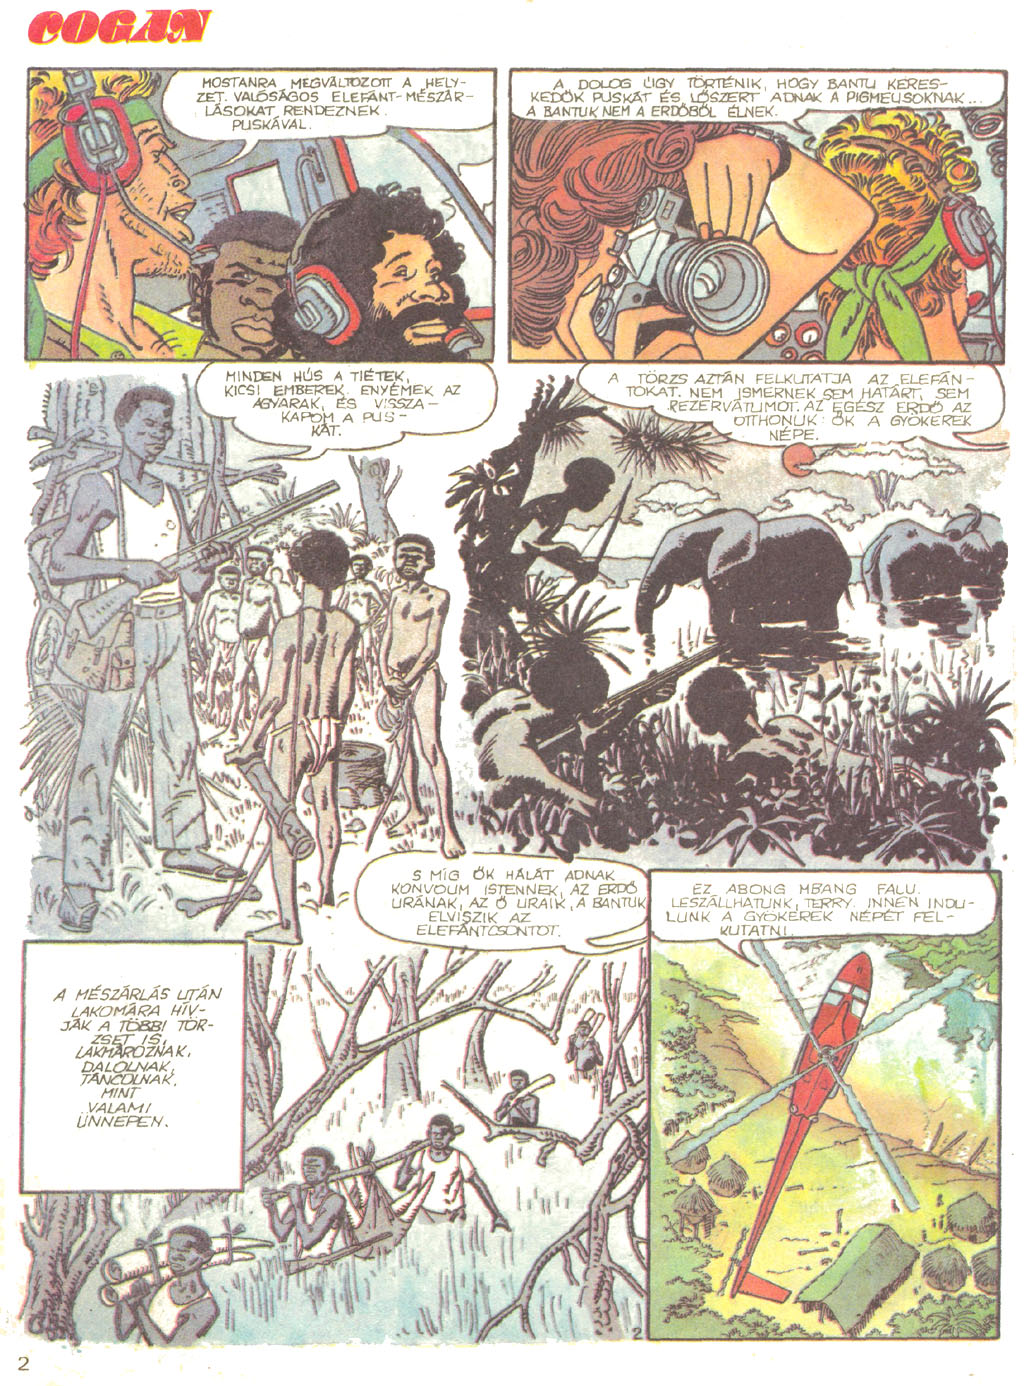 COGAN
MOSTANRA MEGVÁLTOZOTT A HELY-
ZET. VALÓSÁGOS ELEFÁNT-MÉSZÁR-
LÁSOKAT RENDEZNEK.
PUSKÁVAL.
A DOLOG ÚGY TÖRTÉNIK, HOGY BANTU KERES-
KEDŐK PUSKÁT ÉS LŐSZERT ADNAK A PIGMEUSOKNAK...
A BANTUK NEM A ERDŐBŐL ÉLNEK.
MINDEN HÚS A TIÉTEK,
KICSI EMBEREK. ENYÉMEK AZ
AGYARAK, ÉS VISSZA-
KAPOM A PUS-
KÁT.
A TÖRZS AZTÁN FELKUTATJA AZ ELEFÁN-
TOKAT. NEM ISMERNEK SEM HATÁRT, SEM
REZERVÁTUMOT. AZ EGÉSZ ERDŐ AZ
OTTHONUK: ŐK A GYÖKEREK
NÉPE.
S MÍG ŐK HÁLÁT ADNAK
KONVOUM ISTENNEK, AZ ERDŐ
URÁNAK, AZ Ő URAIK, A BANTUK
ELVISZIK AZ
ELEFÁNTCSONTOT.
EZ ABONG MBANG FALU.
LESZÁLLHATUNK, TERRY. INNEN INDU-
LUNK A GYÖKEREK NÉPÉT FEL-
KUTATNI.
A MÉSZÁRLÁS UTÁN
LAKOMÁRA HÍV-
JÁK A TÖBBI TÖR-
ZSET IS,
LAKMÁROZNAK,
DALOLNAK,
TÁNCOLNAK,
MINT
VALAMI
ÜNNEPEN.
2
2